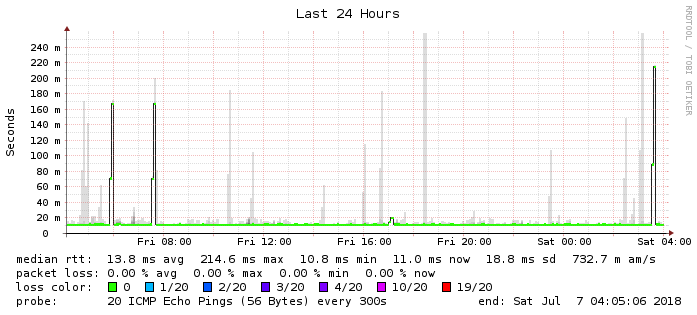 Last 24 Hours
RRDTOOL / TOBI OETIKER
Seconds
240 m
220 m
200 m
180 m
160 m
140 m
120 m
100 m
80 m
60 m
40 m
20 m
0
Fri 08:00 Fri 12:00 Fri 16:00 Fri 20:00 Sat 00:00 Sat 04:00
median rtt: 13.8 ms avg 214.6 ms max 10.8 ms min 11.0 ms now 18.8 ms sd 732.7 m am/s
packet loss: 0.00 % avg 0.00 % max 0.00 % min 0.00 % now
loss color: 0 1/20 2/20 3/20 4/20 10/20 19/20
probe: 20 ICMP Echo Pings (56 Bytes) every 300s end: Sat Jul 7 04:05:06 2018